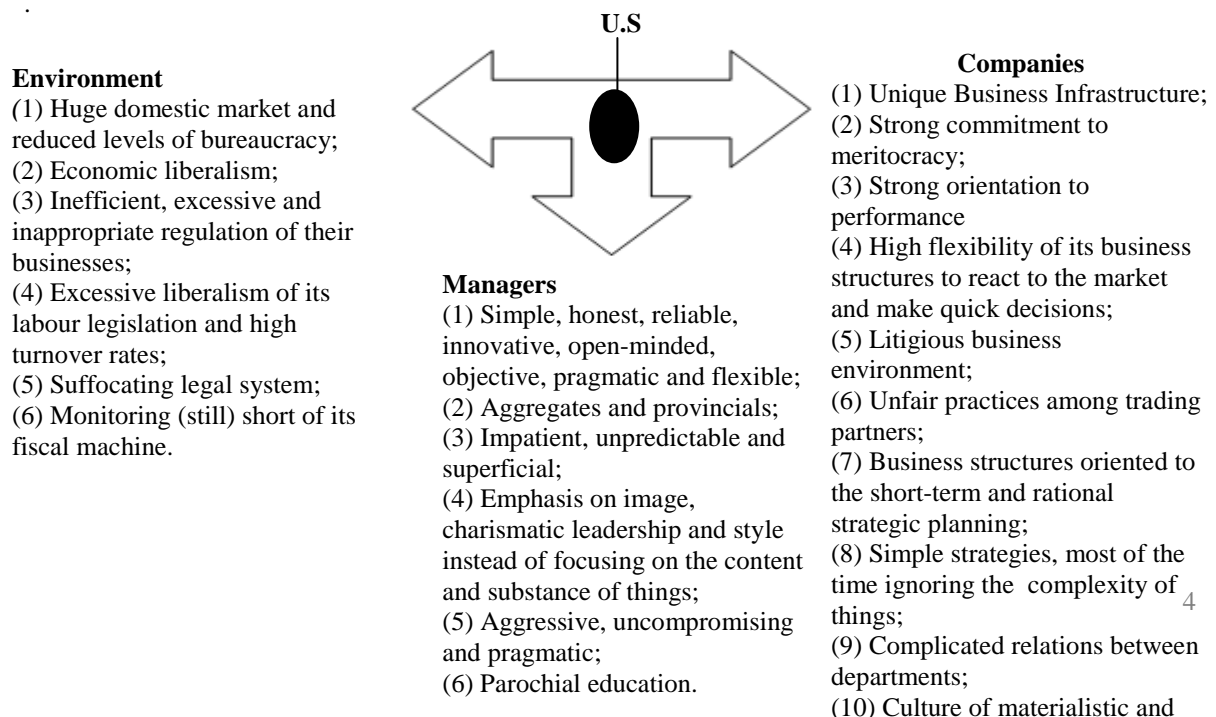 .
U.S
Environment
(1) Huge domestic market and
reduced levels of bureaucracy;
(2) Economic liberalism;
(3) Inefficient, excessive and
inappropriate regulation of their
businesses;
(4) Excessive liberalism of its
labour legislation and high
turnover rates;
(5) Suffocating legal system;
(6) Monitoring (still) short of its
fiscal machine.
Managers
(1) Simple, honest, reliable,
innovative, open-minded,
objective, pragmatic and flexible;
(2) Aggregates and provincials;
(3) Impatient, unpredictable and
superficial;
(4) Emphasis on image,
charismatic leadership and style
instead of focusing on the content
and substance of things;
(5) Aggressive, uncompromising
and pragmatic;
(6) Parochial education.
Companies
(1) Unique Business Infrastructure;
(2) Strong commitment to
meritocracy;
(3) Strong orientation to
performance
(4) High flexibility of its business
structures to react to the market
and make quick decisions;
(5) Litigious business
environment;
(6) Unfair practices among trading
partners;
(7) Business structures oriented to
the short-term and rational
strategic planning;
(8) Simple strategies, most of the
time ignoring the complexity of
things;
(9) Complicated relations between
departments;
(10) Culture of materialistic and
4